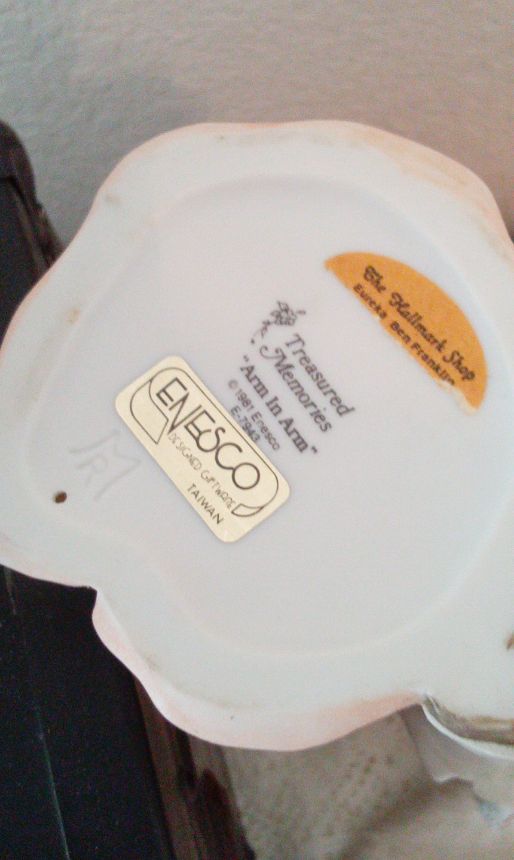 The Hallmark Shop
Eureka Ben Franklin
Treasured
Memories
"Arm In Arm"
© 1981 Enesco
E-7943
ENESCO
DESIGNED GIFTWARE
TAIWAN